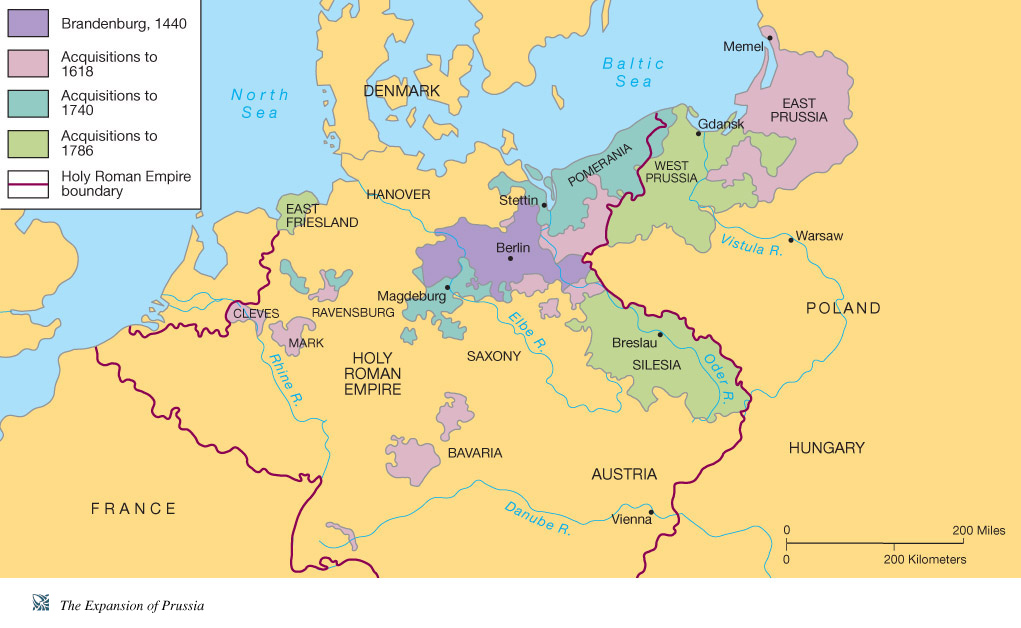 Brandenburg, 1440
Acquisitions to
1618
Acquisitions to
1740
Acquisitions to
1786
Holy Roman Empire
boundary
North
Sea
DENMARK
Baltic
Sea
Memel
EAST
PRUSSIA
Gdansk
POMERANIA
WEST
PRUSSIA
HANOVER
Stettin
EAST
FRIESLAND
Berlin
Vistula R.
Warsaw
Magdeburg
CLEVES
RAVENSBURG
MARK
POLAND
Elbe R.
Breslau
SILESIA
Oder R.
SAXONY
HOLY
ROMAN
EMPIRE
Rhine R.
BAVARIA
HUNGARY
AUSTRIA
FRANCE
Danube R.
Vienna
0
200 Miles
0
200 Kilometers
The Expansion of Prussia